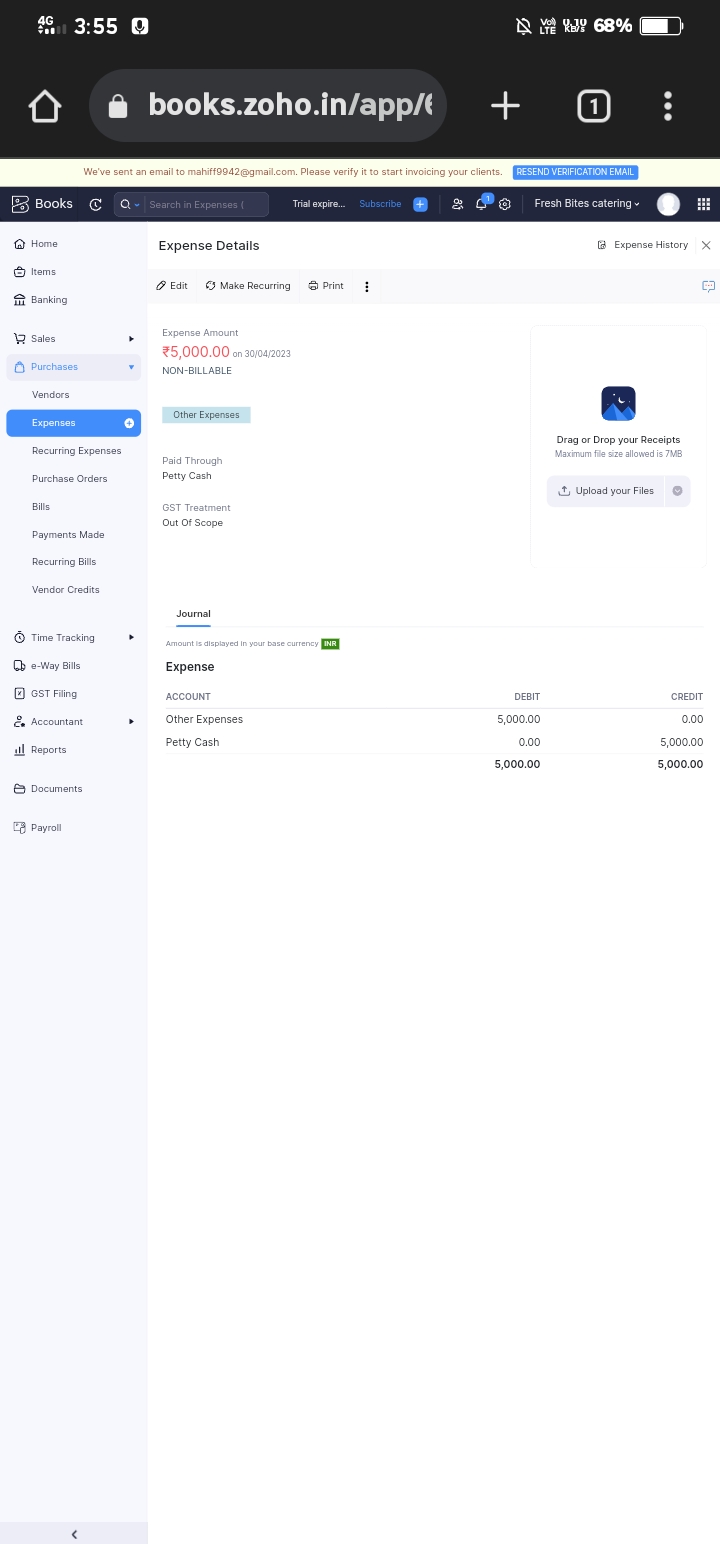 4G 3:55 Vo) LTE 0.10 KB/s 68%
books.zoho.in/app/6
1
We've sent an email to mahiff9942@gmail.com. Please verify it to start invoicing your clients. RESEND VERIFICATION EMAIL
Books Search in Expenses ( Trial expire... Subscribe 1 Fresh Bites catering
Home
Items
Banking
Sales
Purchases
Vendors
Expenses
Recurring Expenses
Purchase Orders
Bills
Payments Made
Recurring Bills
Vendor Credits
Time Tracking
e-Way Bills
GST Filing
Accountant
Reports
Documents
Payroll
Expense Details Expense History
Edit Make Recurring Print
Expense Amount
₹5,000.00 on 30/04/2023
NON-BILLABLE
Other Expenses
Paid Through
Petty Cash
GST Treatment
Out Of Scope
Drag or Drop your Receipts
Maximum file size allowed is 7MB
Upload your Files
Journal
Amount is displayed in your base currency INR
Expense
ACCOUNT DEBIT CREDIT
Other Expenses 5,000.00 0.00
Petty Cash 0.00 5,000.00
5,000.00 5,000.00